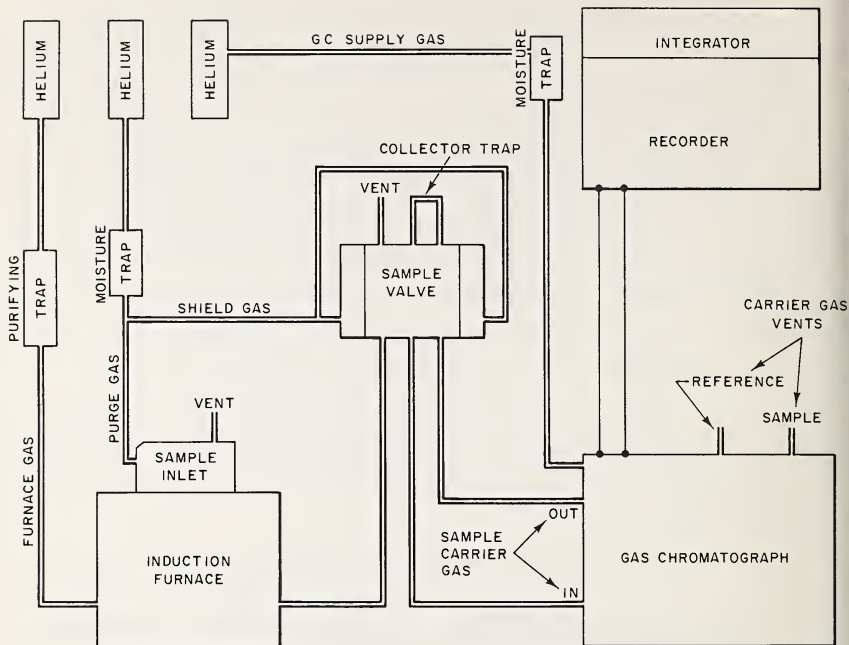 HELIUM
HELIUM
HELIUM
GC SUPPLY GAS
MOISTURE
TRAP
INTEGRATOR
RECORDER
COLLECTOR TRAP
VENT
SAMPLE
VALVE
PURIFYING
TRAP
MOISTURE
TRAP
SHIELD GAS
CARRIER GAS
VENTS
REFERENCE
SAMPLE
PURGE GAS
VENT
SAMPLE
INLET
FURNACE GAS
INDUCTION
FURNACE
SAMPLE
CARRIER
GAS
OUT
IN
GAS CHROMATOGRAPH